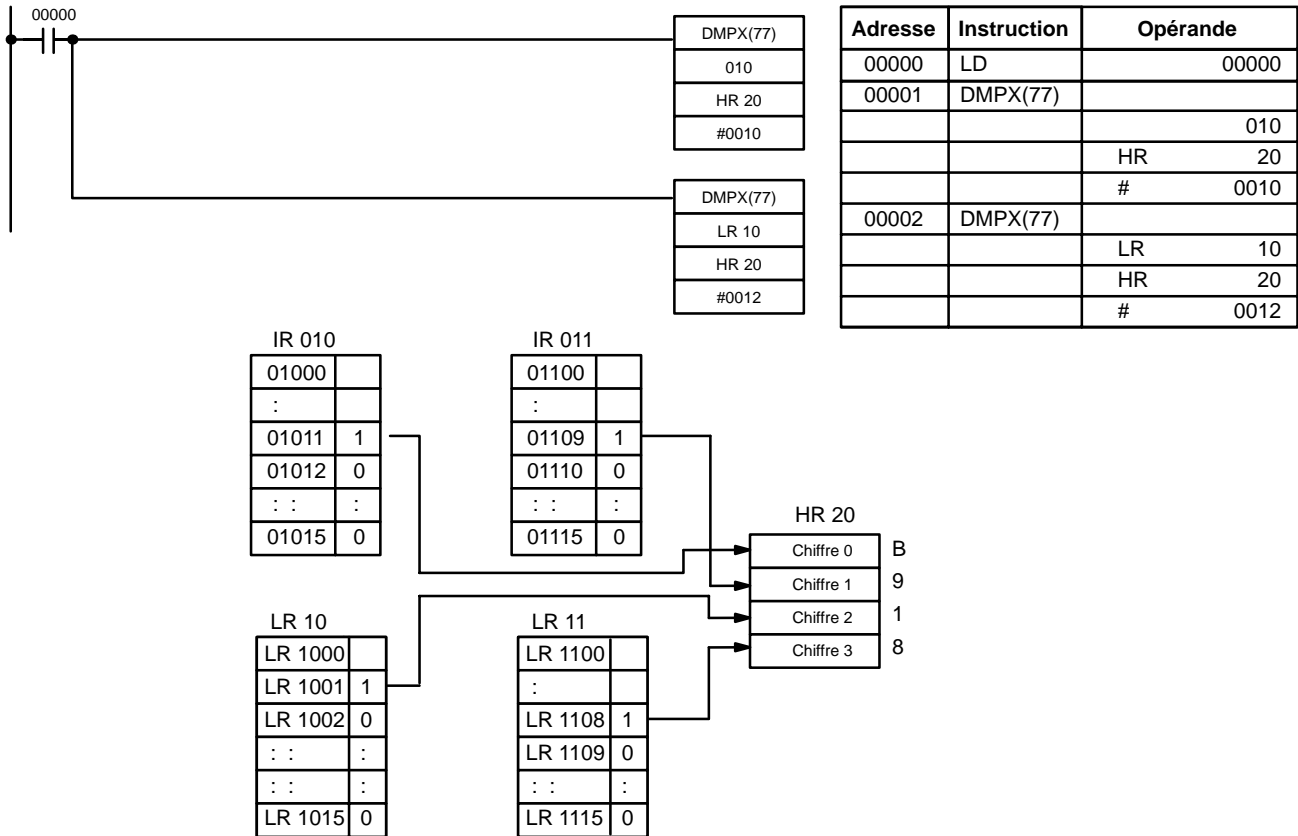 00000
DMPX(77)
010
HR 20
#0010
DMPX(77)
LR 10
HR 20
#0012
Adresse Instruction Opérande
00000 LD 00000
00001 DMPX(77)
010
HR 20
# 0010
00002 DMPX(77)
LR 10
HR 20
# 0012
IR 010
01000
:
01011 1
01012 0
: : :
01015 0
IR 011
01100
:
01109 1
01110 0
: : :
01115 0
HR 20
Chiffre 0 B
Chiffre 1 9
Chiffre 2 1
Chiffre 3 8
LR 10
LR 1000
LR 1001 1
LR 1002 0
: : :
: : :
LR 1015 0
LR 11
LR 1100
:
LR 1108 1
LR 1109 0
: : :
LR 1115 0